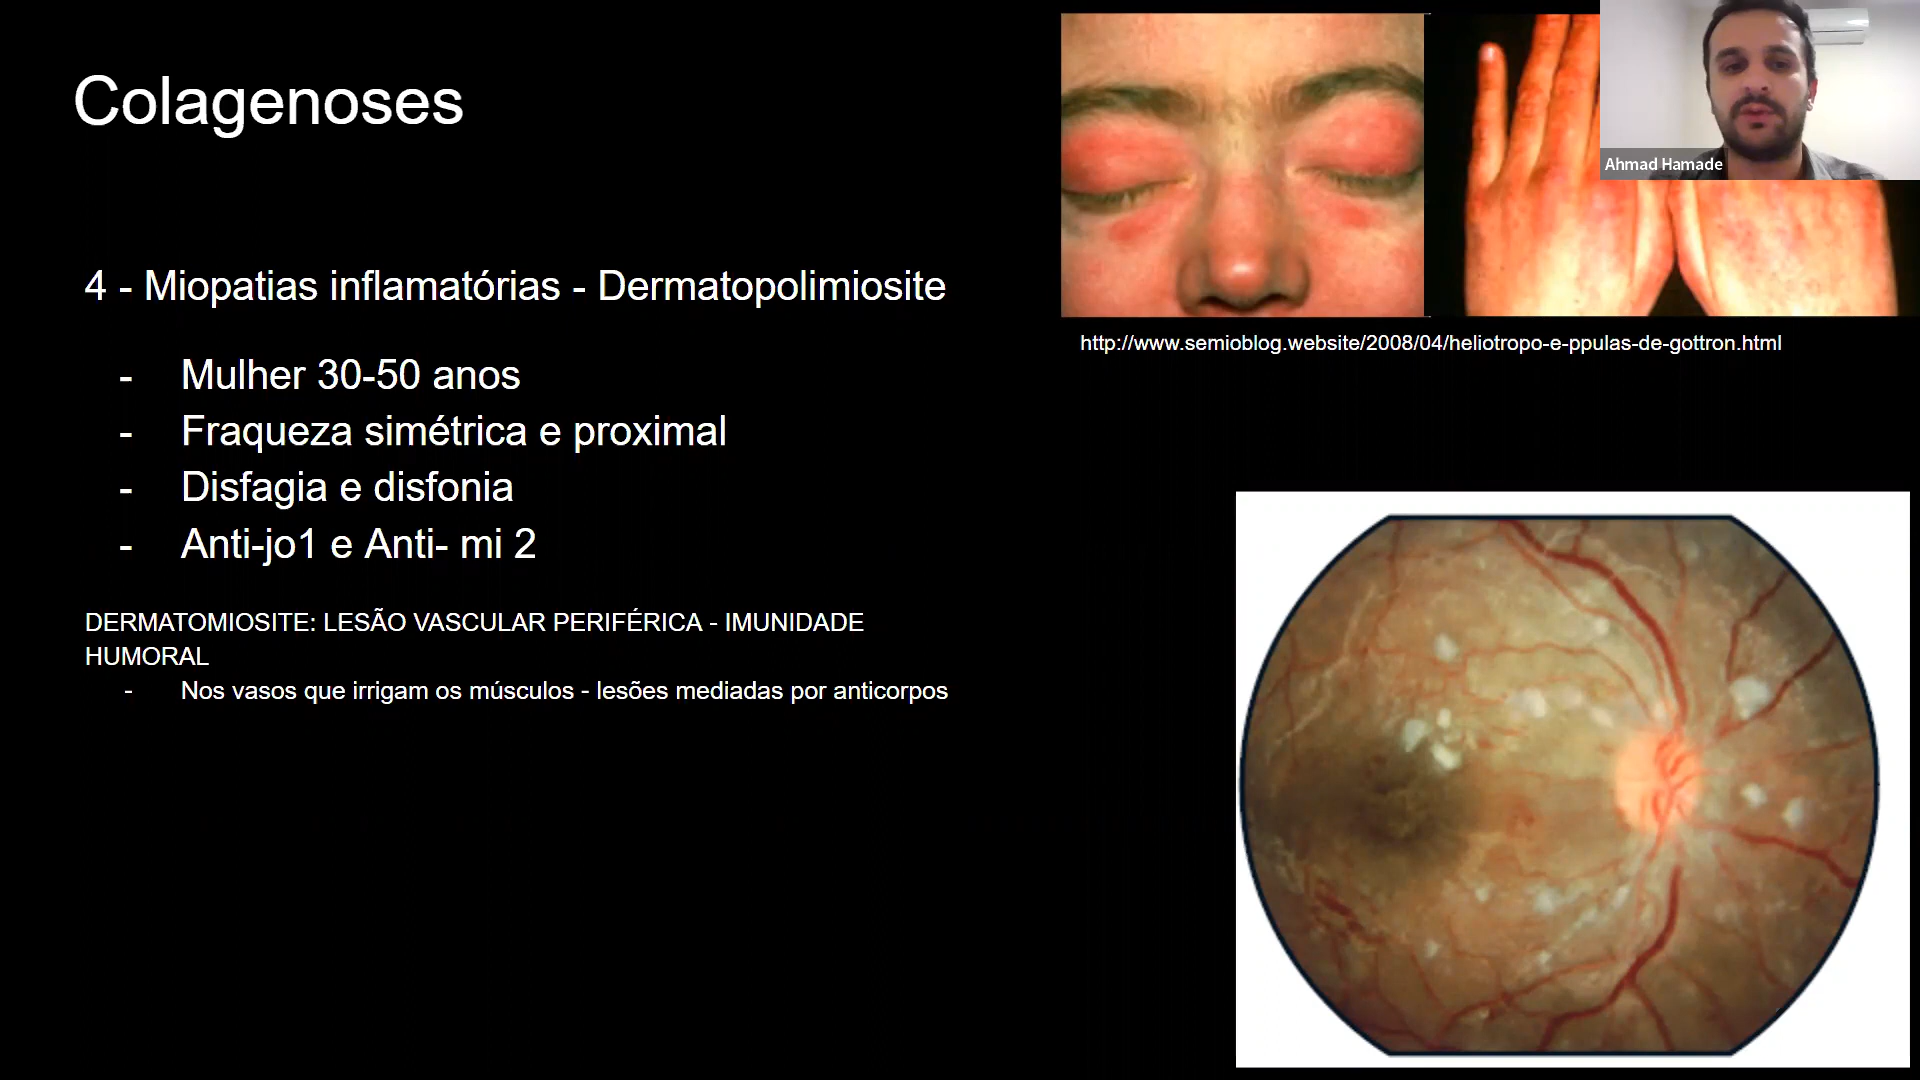 Colagenoses
4 - Miopatias inflamatórias - Dermatopolimiosite
- Mulher 30-50 anos
- Fraqueza simétrica e proximal
- Disfagia e disfonia
- Anti-jo1 e Anti- mi 2
DERMATOMIOSITE: LESÃO VASCULAR PERIFÉRICA - IMUNIDADE
HUMORAL
- Nos vasos que irrigam os músculos - lesões mediadas por anticorpos
Ahmad Hamade
http://www.semioblog.website/2008/04/heliotropo-e-ppulas-de-gottron.html